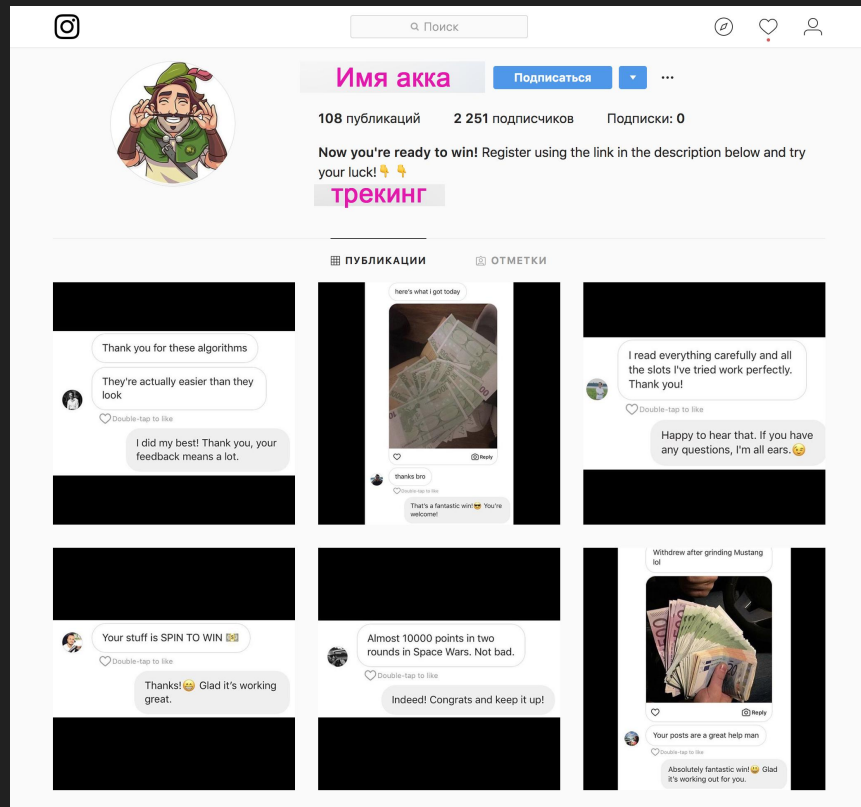 Поиск
Имя акка
Подписаться
108 публикаций 2 251 подписчиков Подписки: 0
Now you're ready to win! Register using the link in the description below and try
your luck!👇 👇
трекинг
ПУБЛИКАЦИИ ОТМЕТКИ
Thank you for these algorithms
They're actually easier than they
look
Double-tap to like
I did my best! Thank you, your
feedback means a lot.
here's what i got today
Reply
thanks bro
Double-tap to like
That's a fantastic win!😎 You're
welcome!
I read everything carefully and all
the slots I've tried work perfectly.
Thank you!
Double-tap to like
Happy to hear that. If you have
any questions, I'm all ears.😉
Your stuff is SPIN TO WIN 💵
Double-tap to like
Thanks!😁 Glad it's working
great.
Almost 10000 points in two
rounds in Space Wars. Not bad.
Double-tap to like
Indeed! Congrats and keep it up!
Withdrew after grinding Mustang
lol
Reply
Your posts are a great help man
Double-tap to like
Absolutely fantastic win!😀 Glad
it's working out for you.